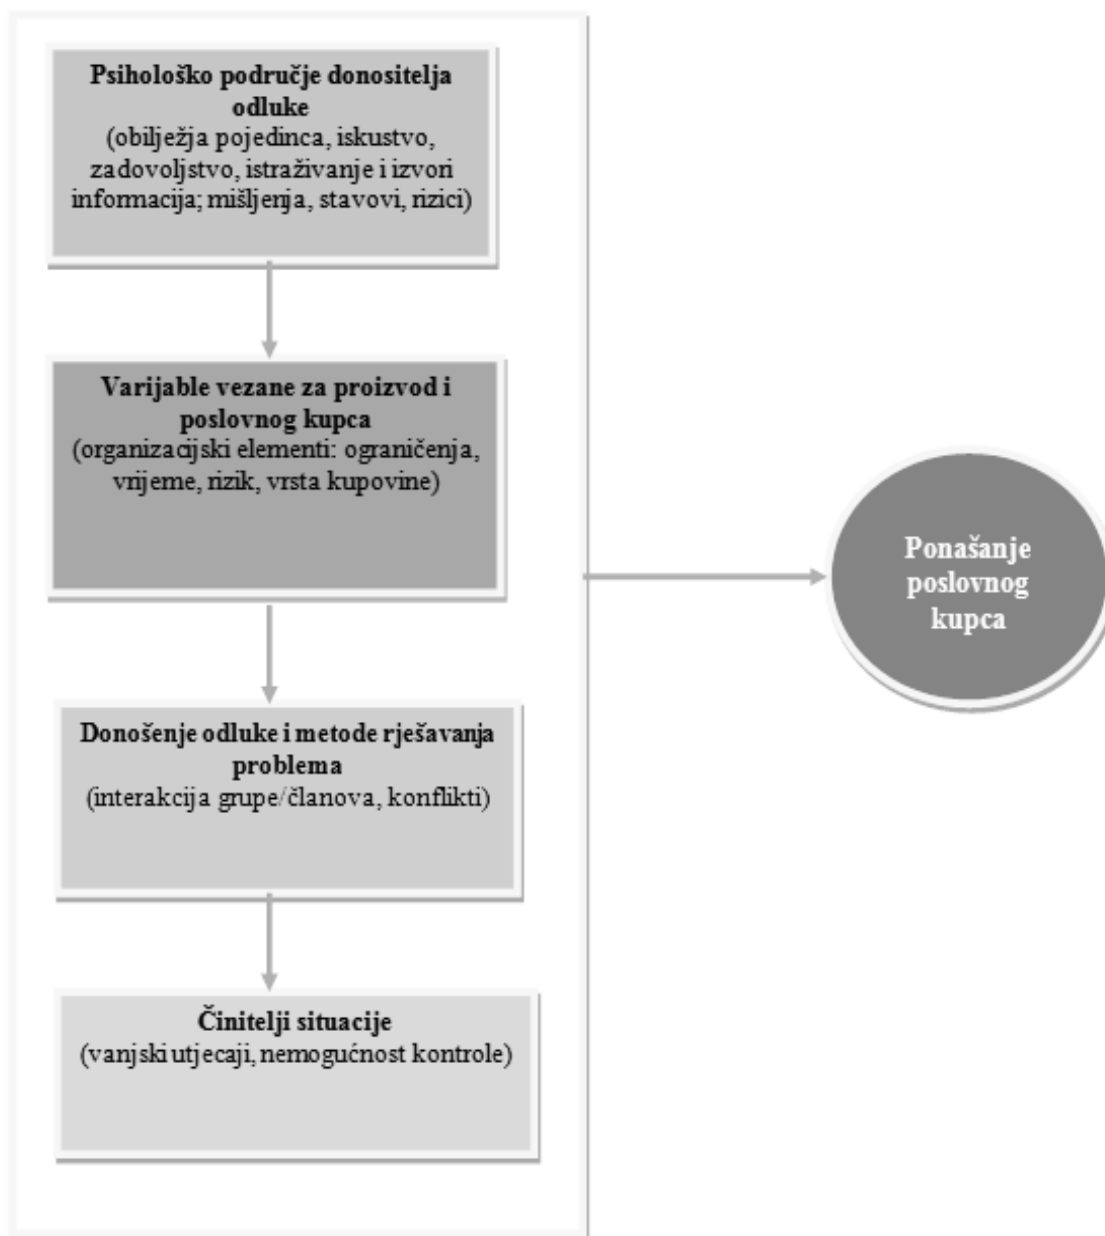 Psihološko područje donositelja
odluke
(obilježja pojedinca, iskustvo,
zadovoljstvo, istraživanje i izvori
informacija; mišljenja, stavovi, rizici)
Varijable vezane za proizvod i
poslovnog kupca
(organizacijski elementi: ograničenja,
vrijeme, rizik, vrsta kupovine)
Donošenje odluke i metode rješavanja
problema
(interakcija grupe/članova, konflikti)
Činitelji situacije
(vanjski utjecaji, nemogućnost kontrole)
Ponašanje
poslovnog
kupca